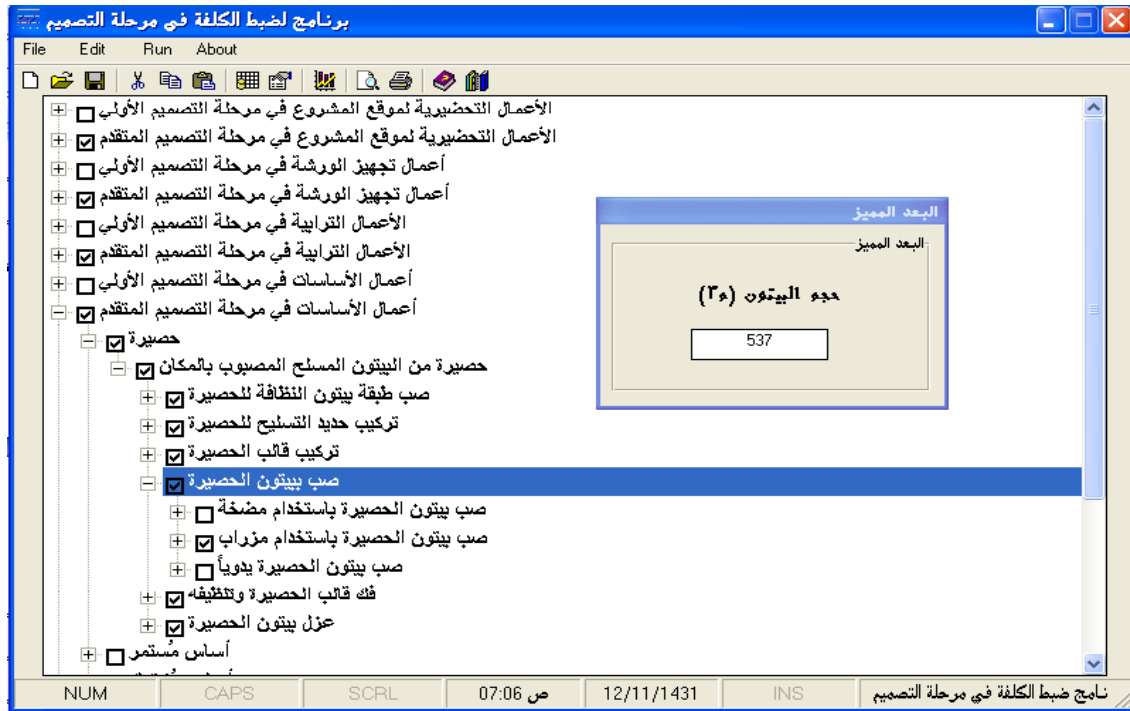 برنامج لضبط الكلفة في مرحلة التصميم
File Edit Run About
الأعمال التحضيرية لموقع المشروع في مرحلة التصميم الأولي
الأعمال التحضيرية لموقع المشروع في مرحلة التصميم المتقدم
أعمال تجهيز الورشة في مرحلة التصميم الأولي
أعمال تجهيز الورشة في مرحلة التصميم المتقدم
الأعمال الترابية في مرحلة التصميم الأولي
الأعمال الترابية في مرحلة التصميم المتقدم
أعمال الأساسات في مرحلة التصميم الأولي
أعمال الأساسات في مرحلة التصميم المتقدم
حصيرة
حصيرة من البيتون المسلح المصبوب بالمكان
صب طبقة بيتون النظافة للحصيرة
تركيب حديد التسليح للحصيرة
تركيب قالب الحصيرة
صب بيتون الحصيرة
صب بيتون الحصيرة باستخدام مضخة
صب بيتون الحصيرة باستخدام مزراب
صب بيتون الحصيرة يدوياً
فك قالب الحصيرة وتنظيفه
عزل بيتون الحصيرة
أساس مُستمر
البعد المميز
البعد المميز
حجم البيتون (م٣)
537
NUM CAPS SCRL 07:06 ص 12/11/1431 INS نامج ضبط الكلفة في مرحلة التصميم